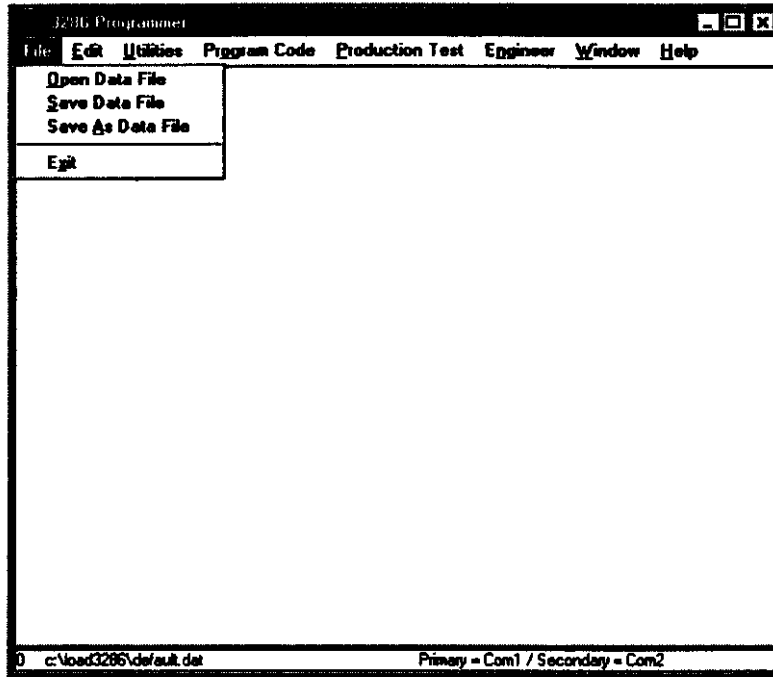 3286 Programmer
File Edit Utilities Program Code Production Test Engineer Window Help
Open Data File
Save Data File
Save As Data File
Exit
0 c:\load3286\default.dat Primary = Com1 / Secondary = Com2